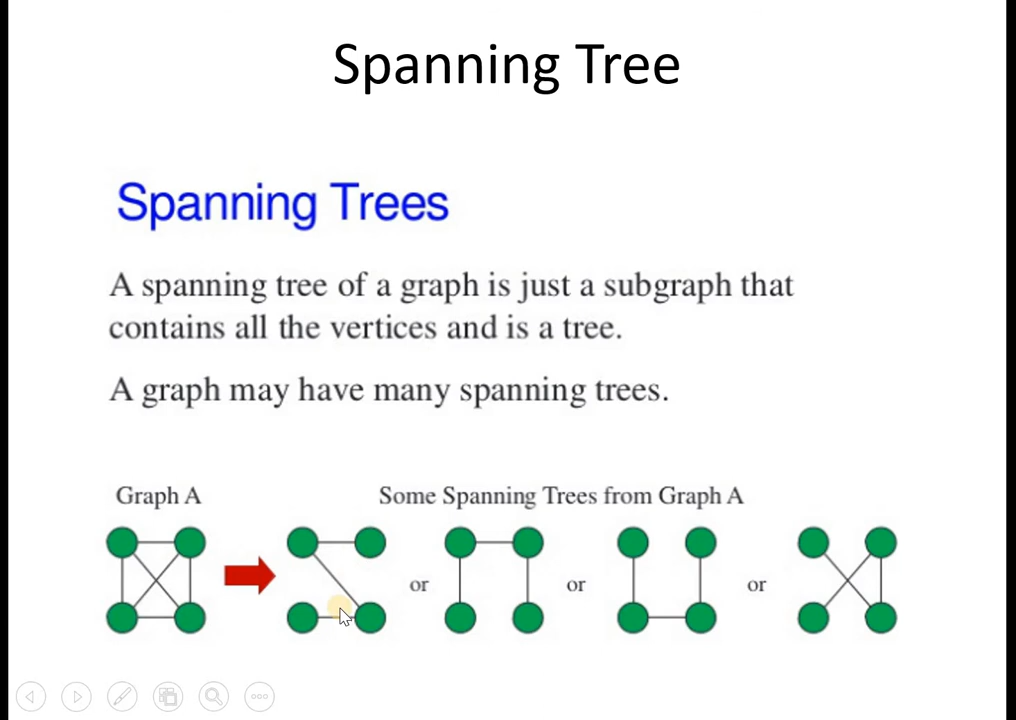 Spanning Tree
Spanning Trees
A spanning tree of a graph is just a subgraph that
contains all the vertices and is a tree.
A graph may have many spanning trees.
Graph A
Some Spanning Trees from Graph A
or
or
or